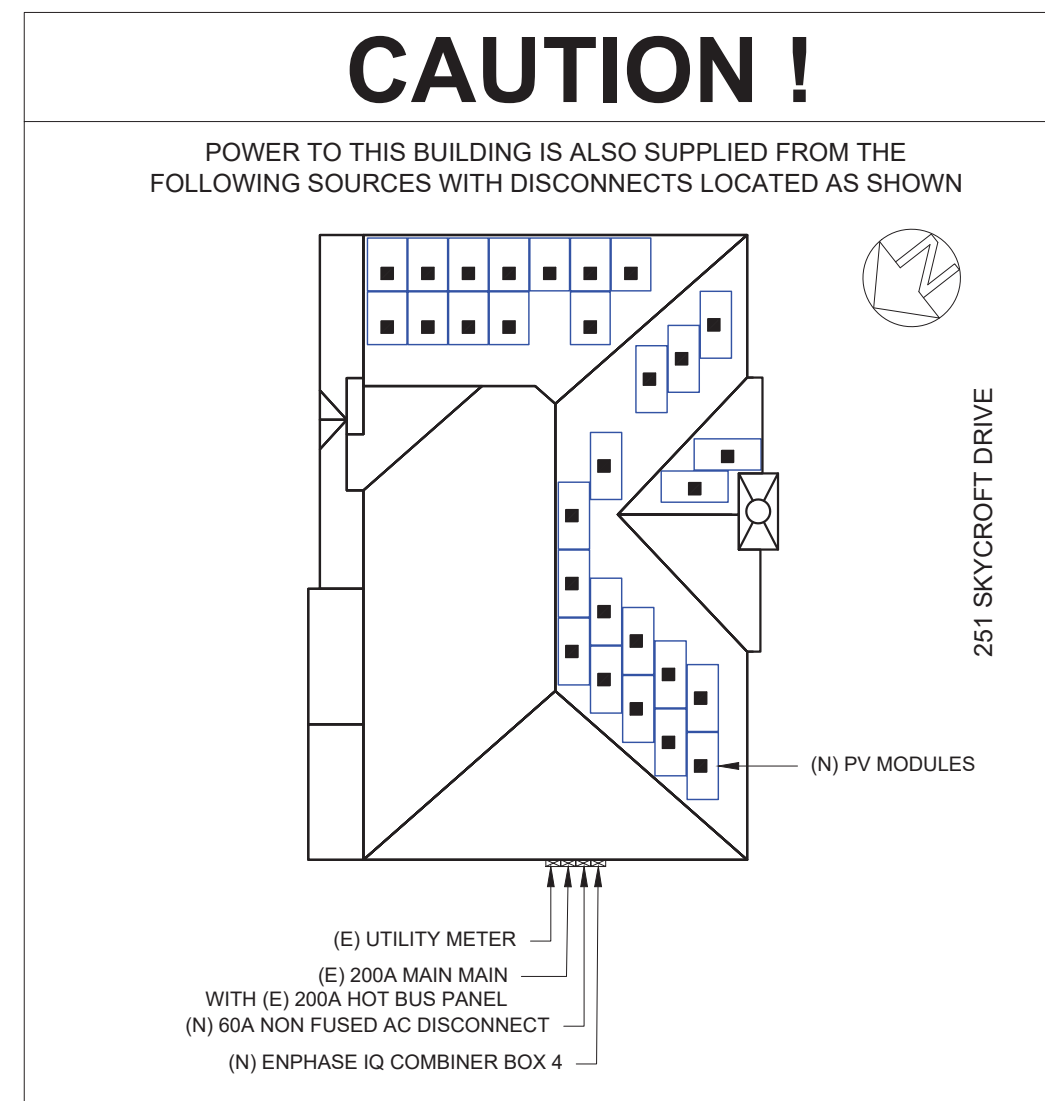 CAUTION !
POWER TO THIS BUILDING IS ALSO SUPPLIED FROM THE
FOLLOWING SOURCES WITH DISCONNECTS LOCATED AS SHOWN
N
251 SKYCROFT DRIVE
(N) PV MODULES
(E) UTILITY METER
(E) 200A MAIN MAIN
WITH (E) 200A HOT BUS PANEL
(N) 60A NON FUSED AC DISCONNECT
(N) ENPHASE IQ COMBINER BOX 4